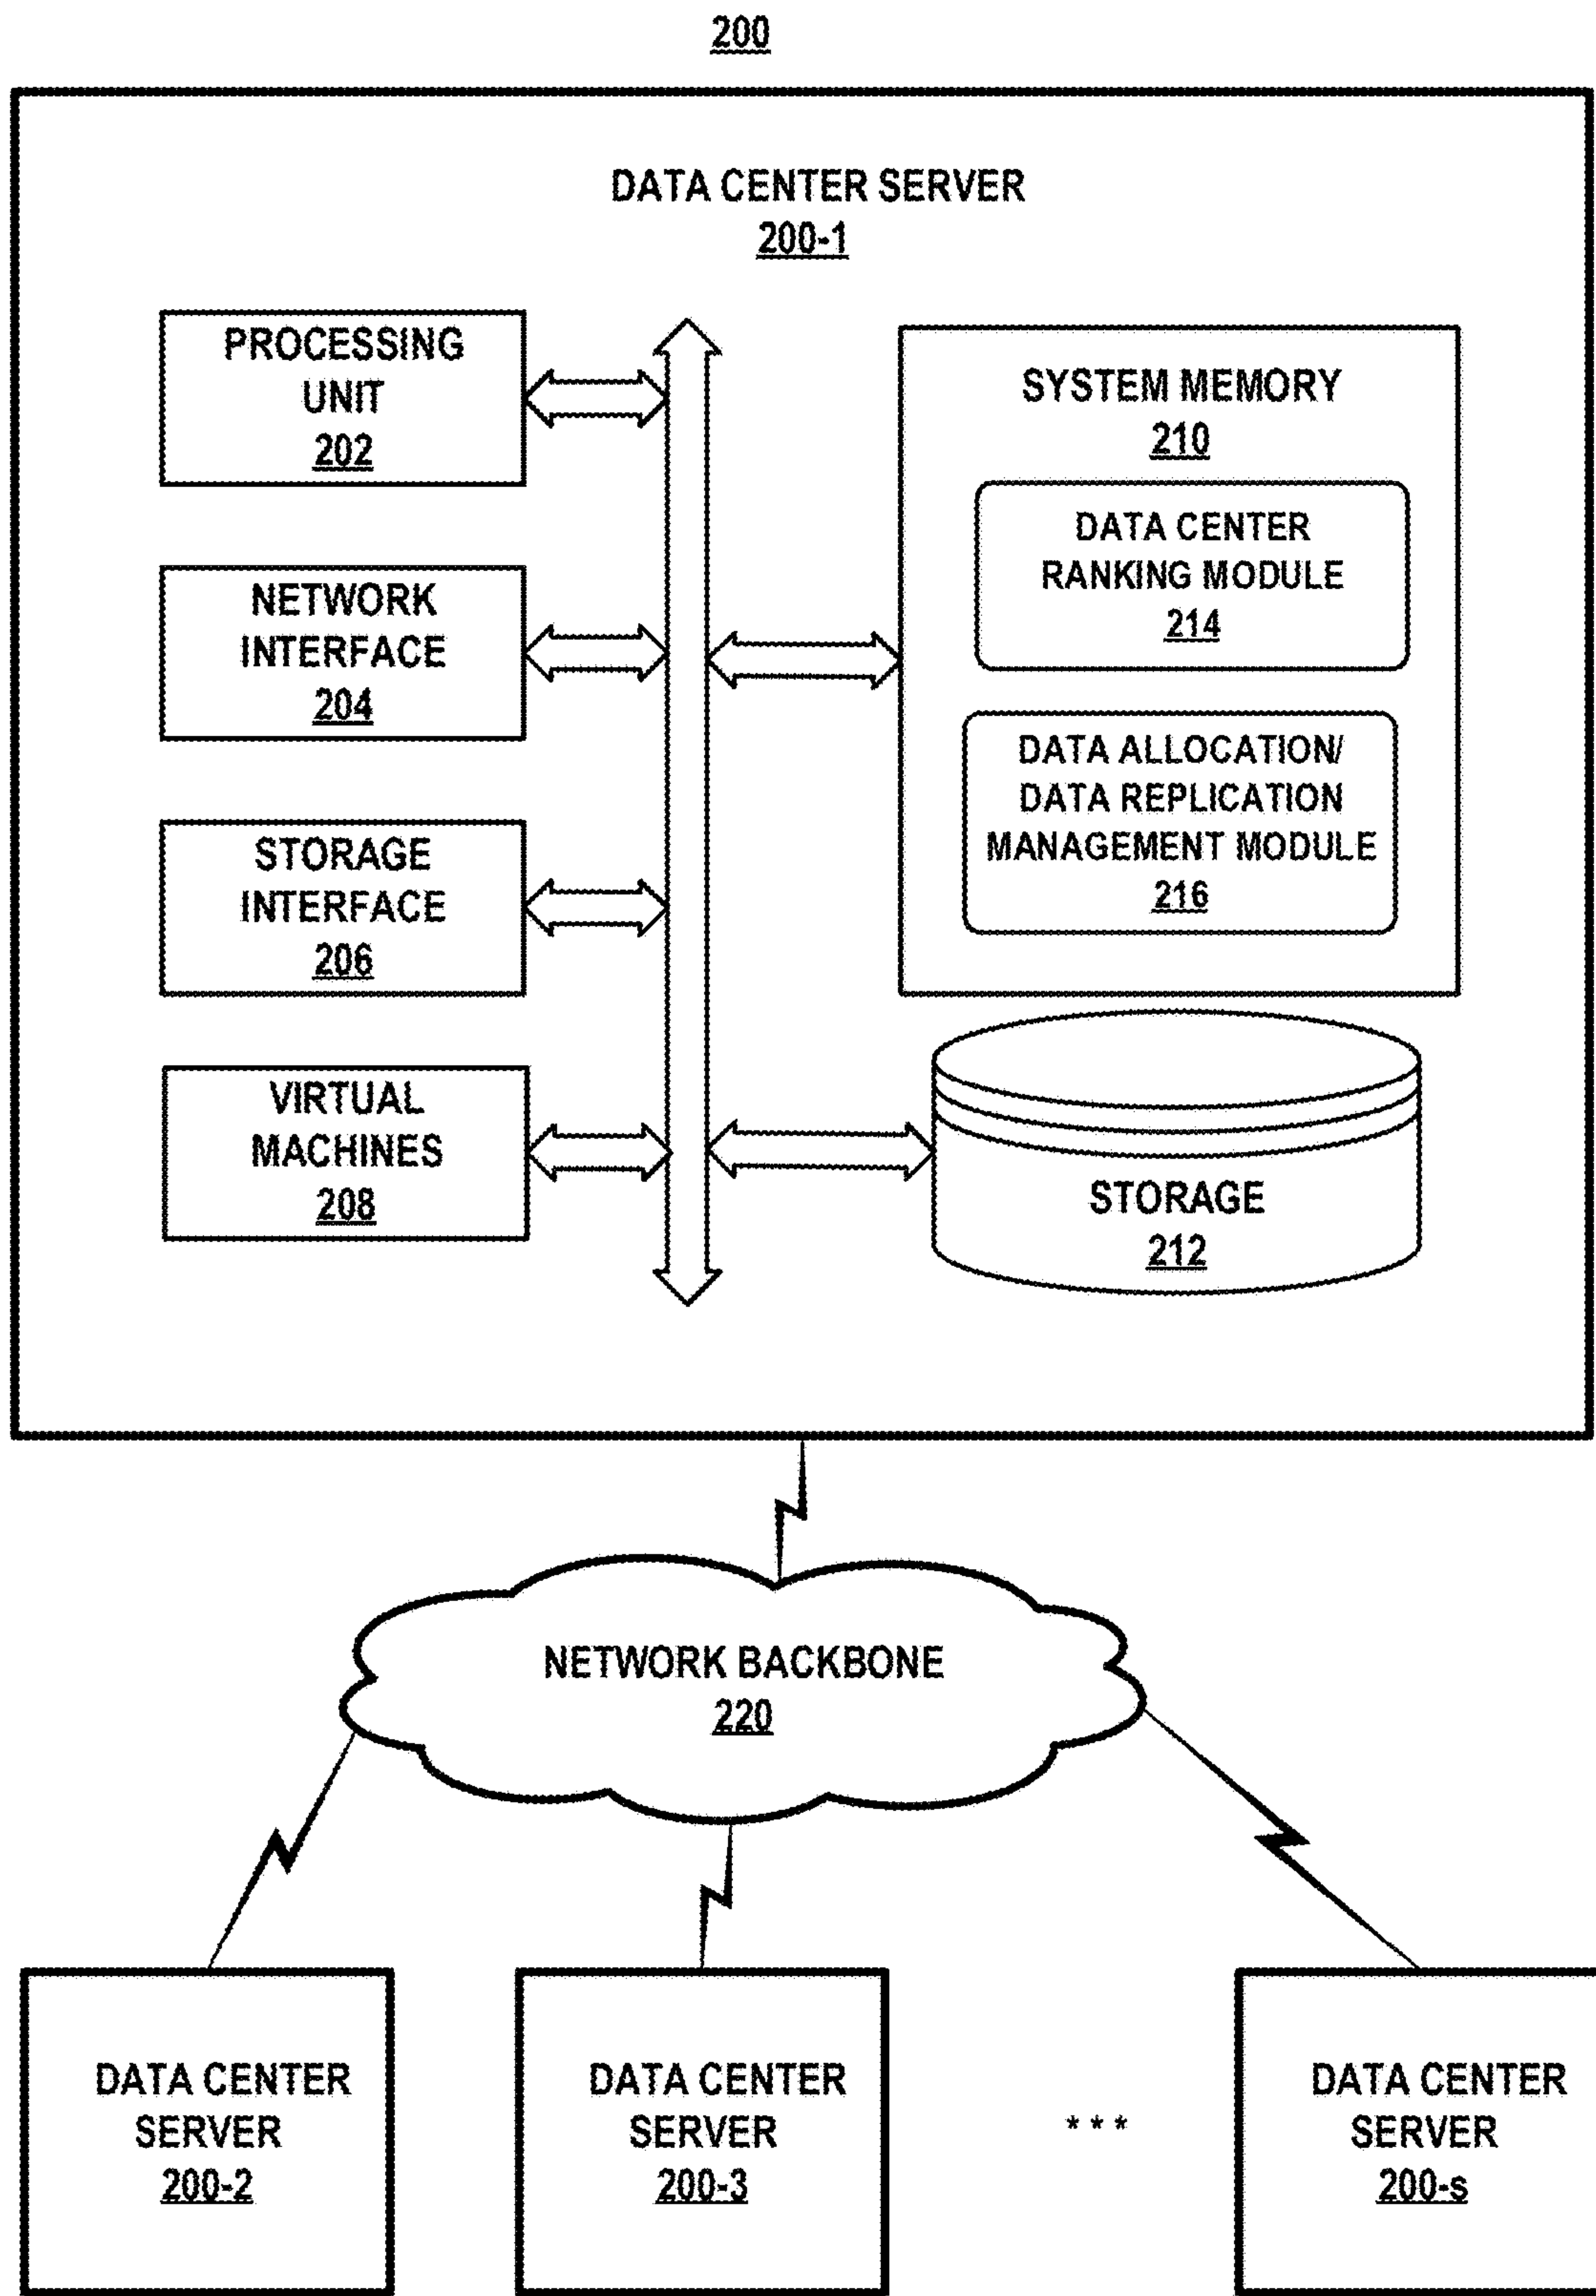 200
DATA CENTER SERVER
200-1
PROCESSING
UNIT
202
NETWORK
INTERFACE
204
STORAGE
INTERFACE
206
VIRTUAL
MACHINES
208
SYSTEM MEMORY
210
DATA CENTER
RANKING MODULE
214
DATA ALLOCATION/
DATA REPLICATION
MANAGEMENT MODULE
216
STORAGE
212
NETWORK BACKBONE
220
DATA CENTER
SERVER
200-2
DATA CENTER
SERVER
200-3
* * *
DATA CENTER
SERVER
200-s